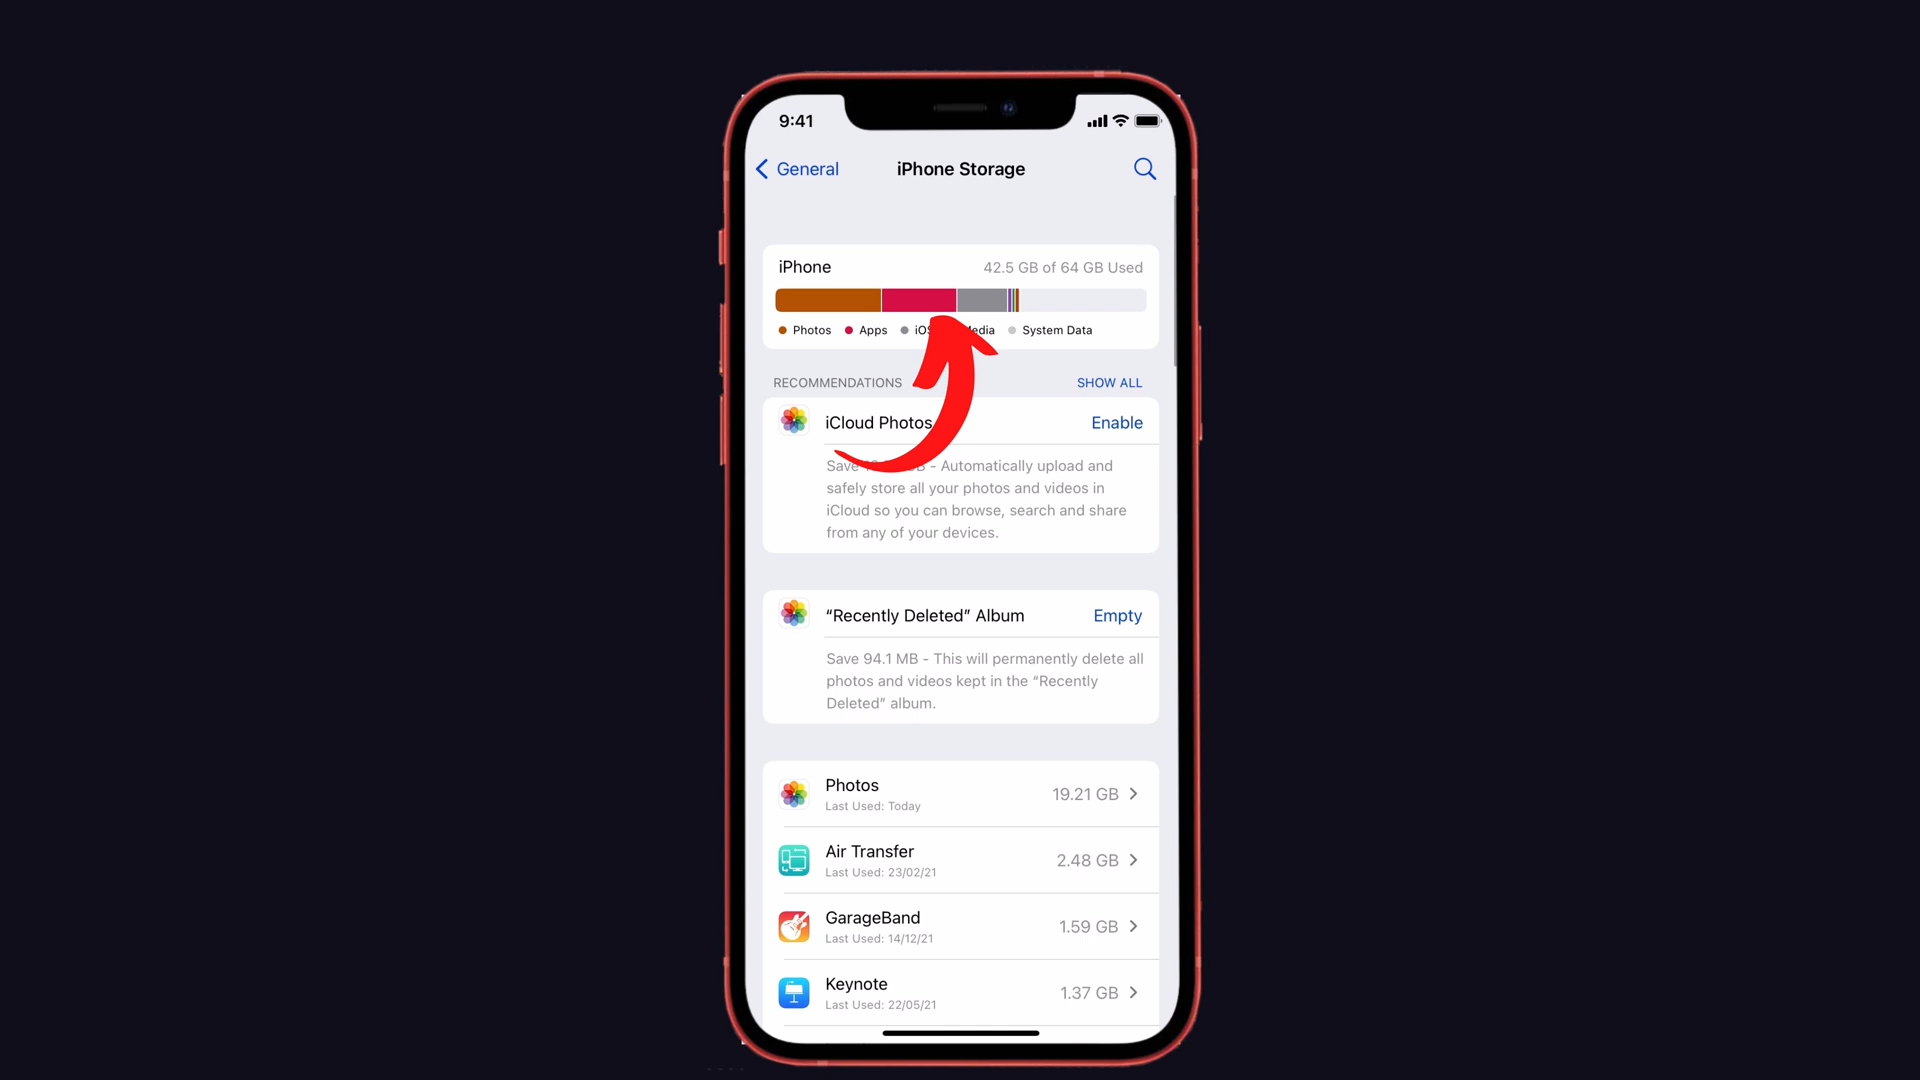 9:41
General
iPhone Storage
iPhone
42.5 GB of 64 GB Used
Photos
Apps
System Data
RECOMMENDATIONS
SHOW ALL
iCloud Photos
Enable
Save - Automatically upload and
safely store all your photos and videos in
iCloud so you can browse, search and share
from any of your devices.
“Recently Deleted” Album
Empty
Save 94.1 MB - This will permanently delete all
photos and videos kept in the “Recently
Deleted” album.
Photos
Last Used: Today
19.21 GB
Air Transfer
Last Used: 23/02/21
2.48 GB
GarageBand
Last Used: 14/12/21
1.59 GB
Keynote
Last Used: 22/05/21
1.37 GB